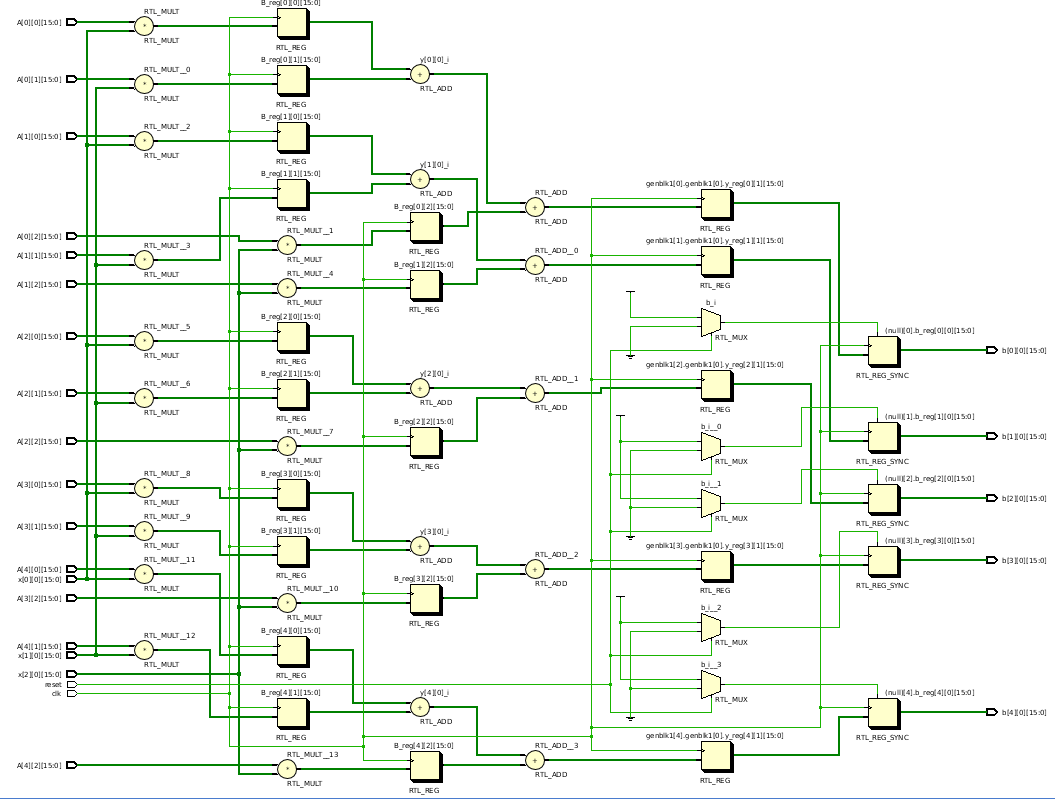 A[0][0][15:0]
RTL_MULT
*
RTL_MULT
B_reg[0][0][15:0]
RTL_REG
A[0][1][15:0]
RTL_MULT__0
*
RTL_MULT
B_reg[0][1][15:0]
RTL_REG
y[0][0]_i
+
RTL_ADD
A[1][0][15:0]
RTL_MULT__2
*
RTL_MULT
B_reg[1][0][15:0]
RTL_REG
B_reg[1][1][15:0]
RTL_REG
y[1][0]_i
+
RTL_ADD
RTL_ADD
+
RTL_ADD
genblk1[0].genblk1[0].y_reg[0][1][15:0]
RTL_REG
A[0][2][15:0]
RTL_MULT__1
*
RTL_MULT
B_reg[0][2][15:0]
RTL_REG
A[1][1][15:0]
RTL_MULT__3
*
RTL_MULT
RTL_ADD__0
+
RTL_ADD
genblk1[1].genblk1[0].y_reg[1][1][15:0]
RTL_REG
A[1][2][15:0]
RTL_MULT__4
*
RTL_MULT
B_reg[1][2][15:0]
RTL_REG
b_i
RTL_MUX
(null)[0].b_reg[0][0][15:0]
RTL_REG_SYNC
b[0][0][15:0]
A[2][0][15:0]
RTL_MULT__5
*
RTL_MULT
B_reg[2][0][15:0]
RTL_REG
A[2][1][15:0]
RTL_MULT__6
*
RTL_MULT
B_reg[2][1][15:0]
RTL_REG
y[2][0]_i
+
RTL_ADD
RTL_ADD__1
+
RTL_ADD
genblk1[2].genblk1[0].y_reg[2][1][15:0]
RTL_REG
A[2][2][15:0]
RTL_MULT__7
*
RTL_MULT
B_reg[2][2][15:0]
RTL_REG
b_i__0
RTL_MUX
(null)[1].b_reg[1][0][15:0]
RTL_REG_SYNC
b[1][0][15:0]
A[3][0][15:0]
RTL_MULT__8
*
RTL_MULT
B_reg[3][0][15:0]
RTL_REG
b_i__1
RTL_MUX
(null)[2].b_reg[2][0][15:0]
RTL_REG_SYNC
b[2][0][15:0]
A[3][1][15:0]
RTL_MULT__9
*
RTL_MULT
B_reg[3][1][15:0]
RTL_REG
y[3][0]_i
+
RTL_ADD
RTL_ADD__2
+
RTL_ADD
genblk1[3].genblk1[0].y_reg[3][1][15:0]
RTL_REG
(null)[3].b_reg[3][0][15:0]
RTL_REG_SYNC
b[3][0][15:0]
A[4][0][15:0]
x[0][0][15:0]
RTL_MULT__11
*
RTL_MULT
A[3][2][15:0]
RTL_MULT__10
*
RTL_MULT
B_reg[3][2][15:0]
RTL_REG
b_i__2
RTL_MUX
A[4][1][15:0]
x[1][0][15:0]
RTL_MULT__12
*
RTL_MULT
B_reg[4][0][15:0]
RTL_REG
x[2][0][15:0]
reset
clk
B_reg[4][1][15:0]
RTL_REG
y[4][0]_i
+
RTL_ADD
b_i__3
RTL_MUX
(null)[4].b_reg[4][0][15:0]
RTL_REG_SYNC
b[4][0][15:0]
A[4][2][15:0]
RTL_MULT__13
*
RTL_MULT
B_reg[4][2][15:0]
RTL_REG
RTL_ADD__3
+
RTL_ADD
genblk1[4].genblk1[0].y_reg[4][1][15:0]
RTL_REG